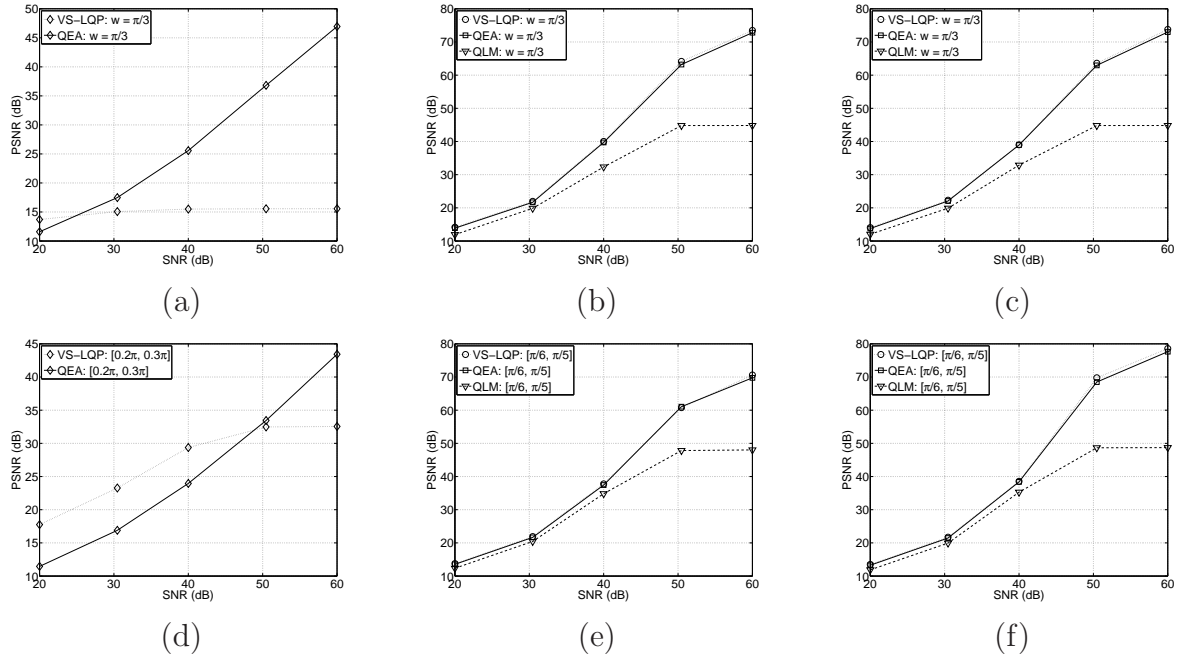 VS-LQP: w = π/3
QEA: w = π/3
50
45
40
35
30
25
20
15
10
PSNR (dB)
20 30 40 50 60
SNR (dB)
(a)
VS-LQP: w = π/3
QEA: w = π/3
QLM: w = π/3
80
70
60
50
40
30
20
10
PSNR (dB)
20 30 40 50 60
SNR (dB)
(b)
VS-LQP: w = π/3
QEA: w = π/3
QLM: w = π/3
80
70
60
50
40
30
20
10
PSNR (dB)
20 30 40 50 60
SNR (dB)
(c)
VS-LQP: [0.2π, 0.3π]
QEA: [0.2π, 0.3π]
45
40
35
30
25
20
15
10
PSNR (dB)
20 30 40 50 60
SNR (dB)
(d)
VS-LQP: [π/6, π/5]
QEA: [π/6, π/5]
QLM: [π/6, π/5]
80
70
60
50
40
30
20
10
PSNR (dB)
20 30 40 50 60
SNR (dB)
(e)
VS-LQP: [π/6, π/5]
QEA: [π/6, π/5]
QLM: [π/6, π/5]
80
70
60
50
40
30
20
10
PSNR (dB)
20 30 40 50 60
SNR (dB)
(f)